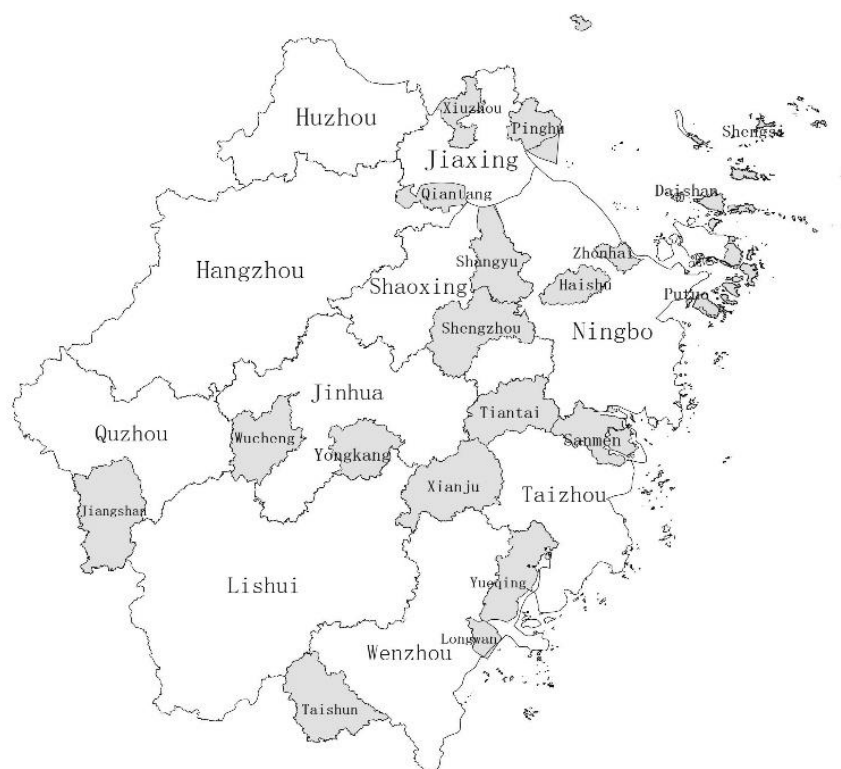 Xiuzhou
Huzhou
Pinghu
Shengsi
Jiaxing
Qiantang
Daishan
Hangzhou
Shangyu
Zhonhai
Shaoxing
Haishu
Putuo
Shengzhou
Ningbo
Jinhua
Tiantai
Quzhou
Wucheng
Sanmen
Yongkang
Xianju
Taizhou
Jiangshan
Lishui
Yueqing
Longwan
Wenzhou
Taishun